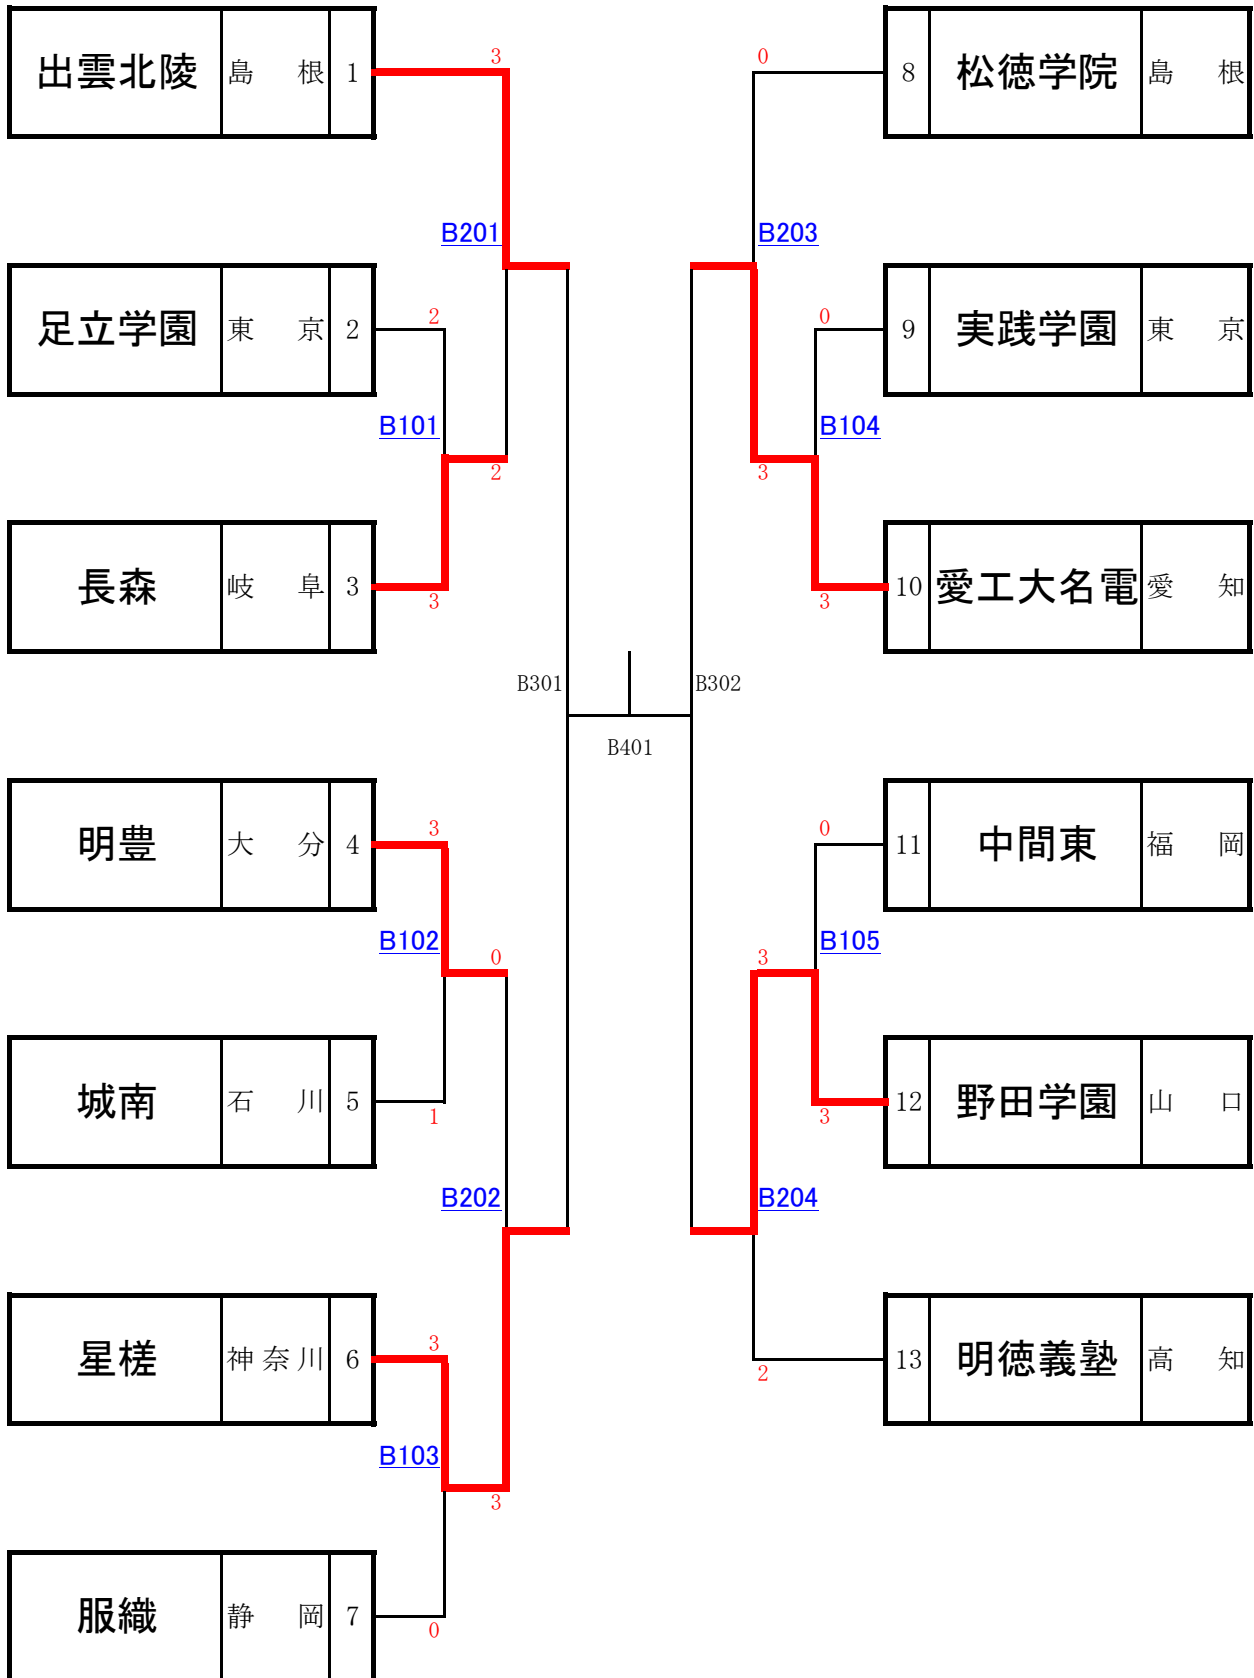 出雲北陵 島根 1
3
B201
足立学園 東京 2
2
B101
2
長森 岐阜 3
3
B301
明豊 大分 4
3
B102
0
城南 石川 5
1
B202
星槎 神奈川 6
3
B103
3
服織 静岡 7
0
B401
0
8 松徳学院 島根
B203
0
9 実践学園 東京
B104
3
10 愛工大名電 愛知
3
B302
0
11 中間東 福岡
B105
3
12 野田学園 山口
3
B204
13 明徳義塾 高知
2